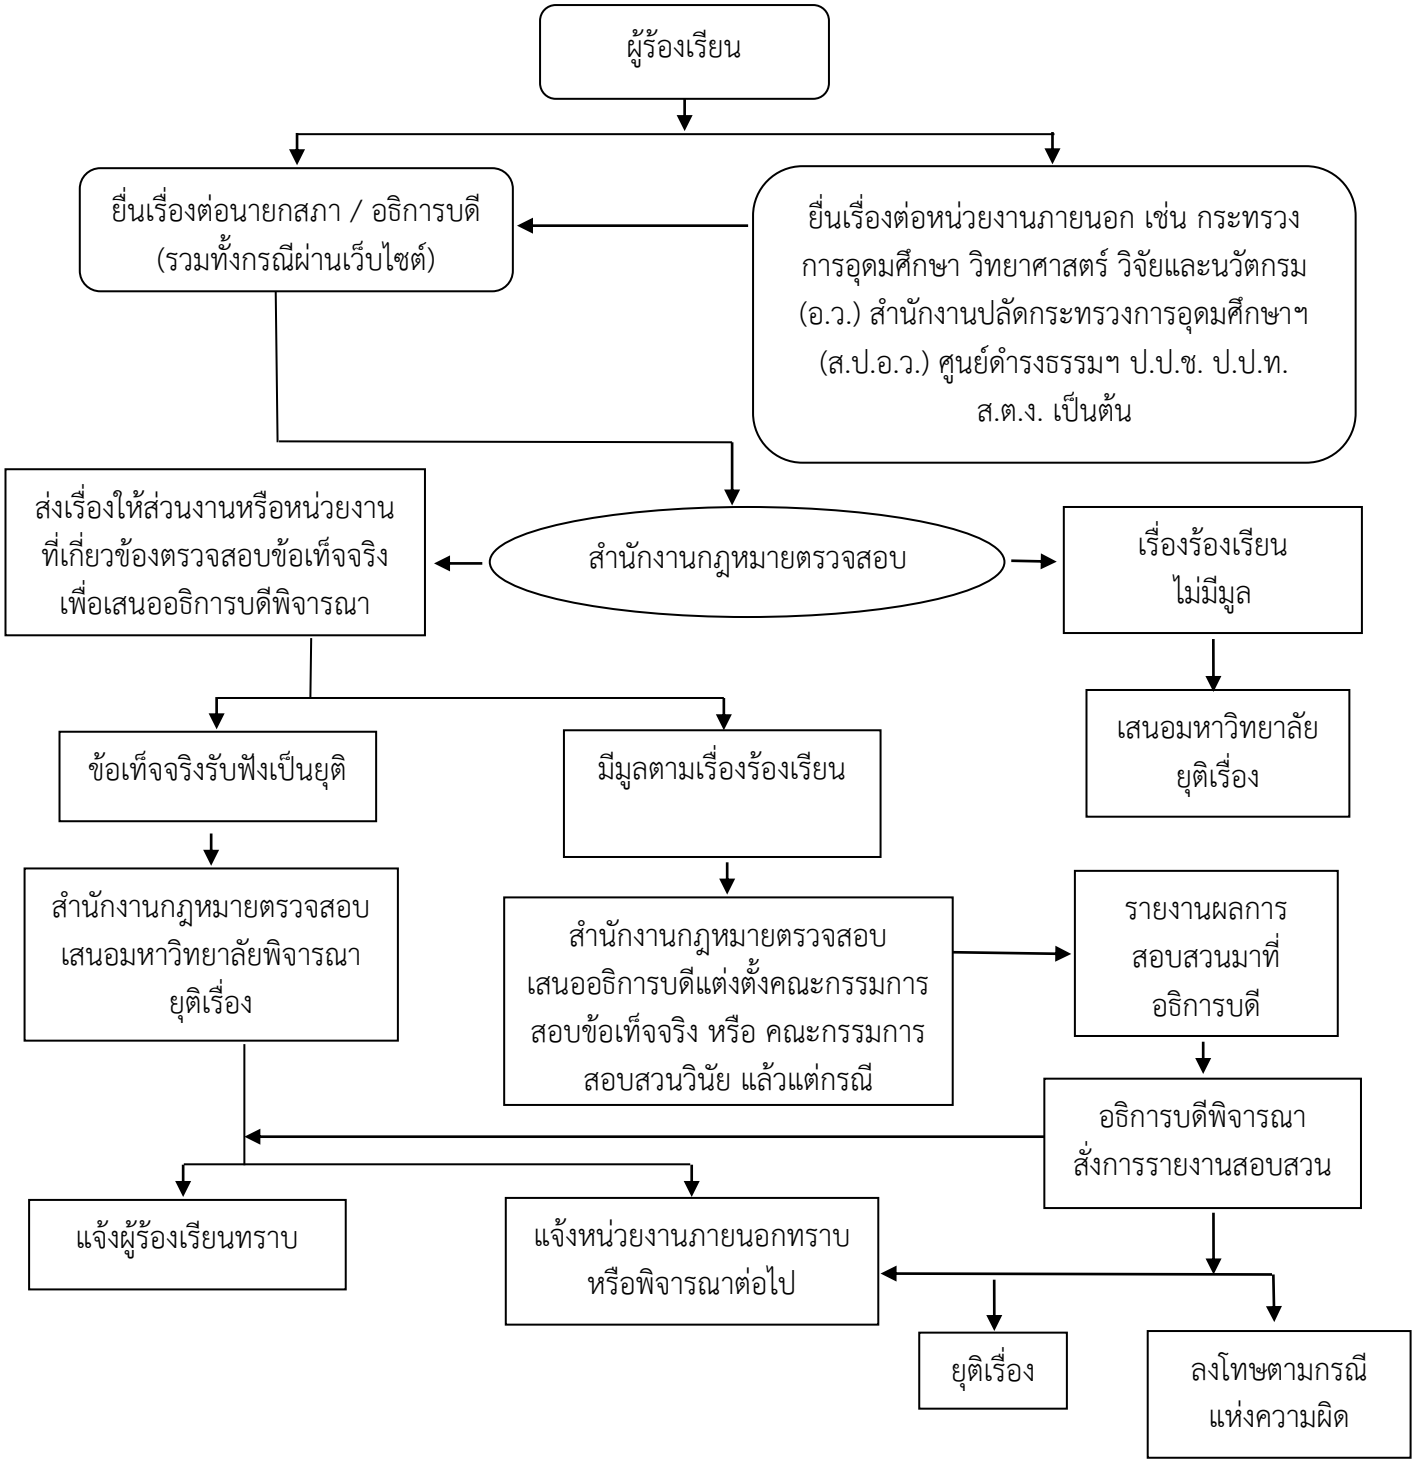 ผู้ร้องเรียน
ยื่นเรื่องต่อนายกสภา / อธิการบดี
(รวมทั้งกรณีผ่านเว็บไซต์)
ยื่นเรื่องต่อหน่วยงานภายนอก เช่น กระทรวง
การอุดมศึกษา วิทยาศาสตร์ วิจัยและนวัตกรม
(อ.ว.) สำนักงานปลัดกระทรวงการอุดมศึกษาฯ
(ส.ป.อ.ว.) ศูนย์ดำรงธรรมฯ ป.ป.ช. ป.ป.ท.
ส.ต.ง. เป็นต้น
ส่งเรื่องให้ส่วนงานหรือหน่วยงาน
ที่เกี่ยวข้องตรวจสอบข้อเท็จจริง
เพื่อเสนออธิการบดีพิจารณา
สำนักงานกฎหมายตรวจสอบ
เรื่องร้องเรียน
ไม่มีมูล
ข้อเท็จจริงรับฟังเป็นยุติ
มีมูลตามเรื่องร้องเรียน
เสนอมหาวิทยาลัย
ยุติเรื่อง
สำนักงานกฎหมายตรวจสอบ
เสนอมหาวิทยาลัยพิจารณา
ยุติเรื่อง
สำนักงานกฎหมายตรวจสอบ
เสนออธิการบดีแต่งตั้งคณะกรรมการ
สอบข้อเท็จจริง หรือ คณะกรรมการ
สอบสวนวินัย แล้วแต่กรณี
รายงานผลการ
สอบสวนมาที่
อธิการบดี
อธิการบดีพิจารณา
สั่งการรายงานสอบสวน
แจ้งผู้ร้องเรียนทราบ
แจ้งหน่วยงานภายนอกทราบ
หรือพิจารณาต่อไป
ยุติเรื่อง
ลงโทษตามกรณี
แห่งความผิด